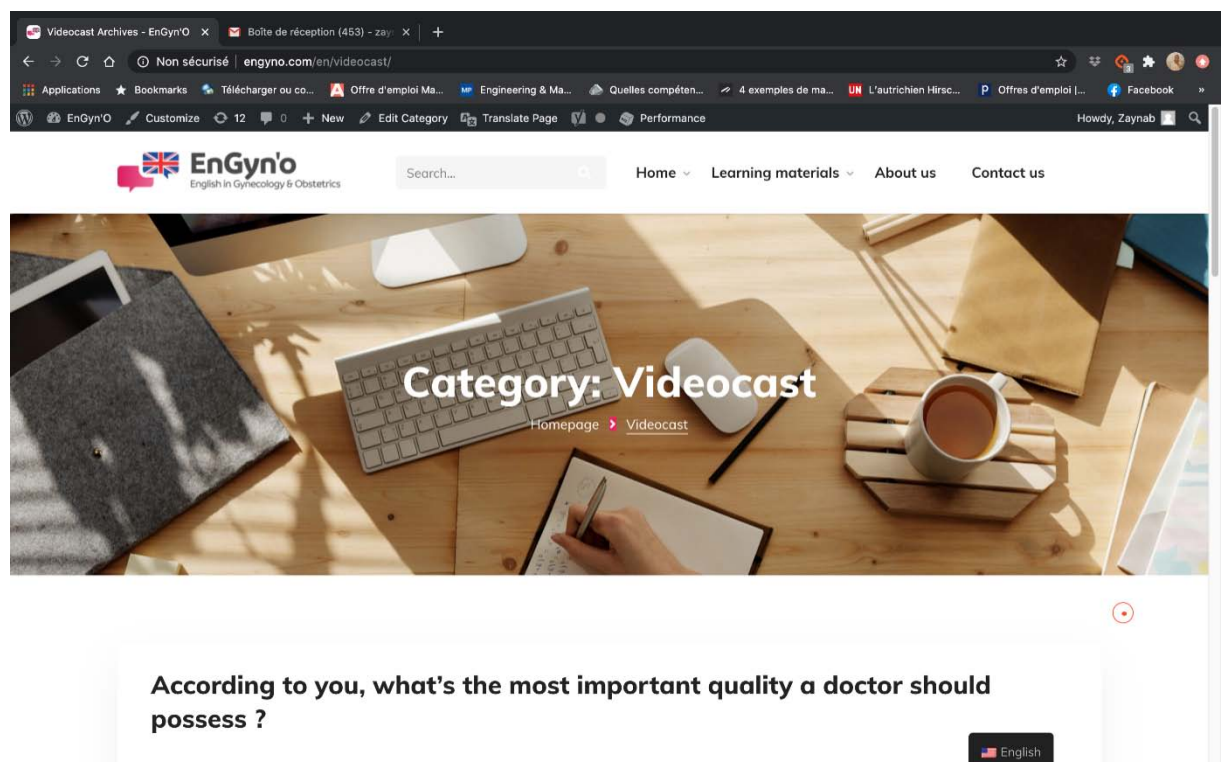 Videocast Archives - EnGyn'O
Boîte de réception (453) - zay
Non sécurisé | engyno.com/en/videocast/
Applications Bookmarks Télécharger ou co... Offre d'emploi Ma... Engineering & Ma... Quelles compéten... 4 exemples de ma... L'autrichien Hirsc... Offres d'emploi |... Facebook »
EnGyn'O Customize 12 0 + New Edit Category Translate Page Performance Howdy, Zaynab
EnGyn'o
English in Gynecology & Obstetrics
Search... Home Learning materials About us Contact us
Category: Videocast
Homepage Videocast
According to you, what's the most important quality a doctor should
possess ?
English